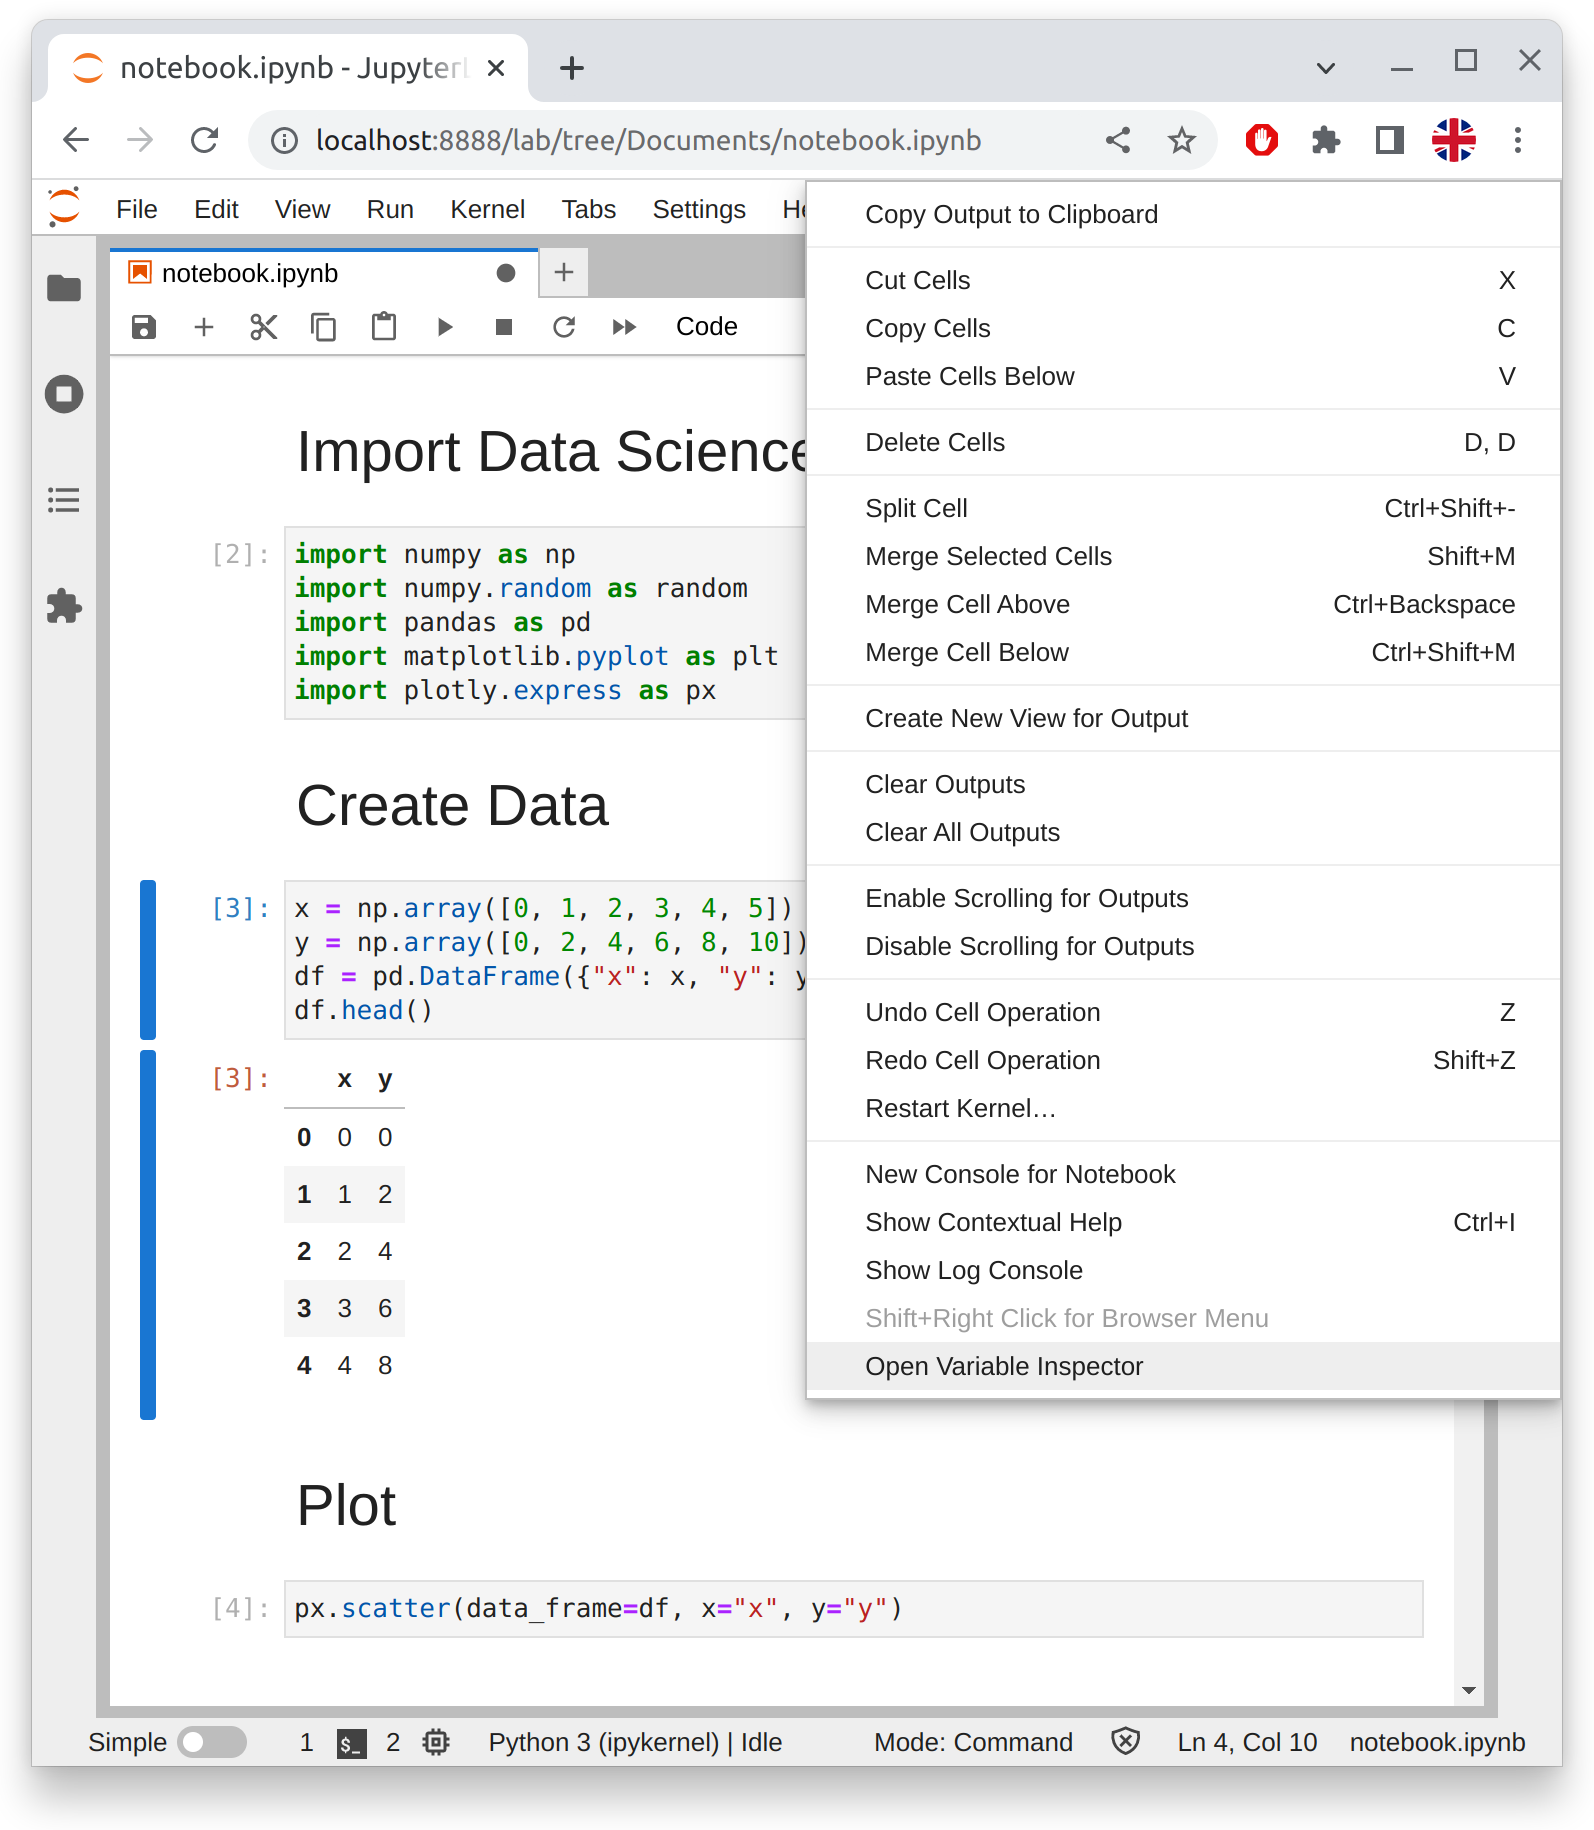 notebook.ipynb - Jupyter
localhost:8888/lab/tree/Documents/notebook.ipynb
File Edit View Run Kernel Tabs Settings
notebook.ipynb
Code
Import Data Science
[2]:
import numpy as np
import numpy.random as random
import pandas as pd
import matplotlib.pyplot as plt
import plotly.express as px
Create Data
[3]:
x = np.array([0, 1, 2, 3, 4, 5])
y = np.array([0, 2, 4, 6, 8, 10])
df = pd.DataFrame({"x": x, "y": y
df.head()
[3]:
x y
0 0 0
1 1 2
2 2 4
3 3 6
4 4 8
Plot
[4]:
px.scatter(data_frame=df, x="x", y="y")
Copy Output to Clipboard
Cut Cells X
Copy Cells C
Paste Cells Below V
Delete Cells D, D
Split Cell Ctrl+Shift+-
Merge Selected Cells Shift+M
Merge Cell Above Ctrl+Backspace
Merge Cell Below Ctrl+Shift+M
Create New View for Output
Clear Outputs
Clear All Outputs
Enable Scrolling for Outputs
Disable Scrolling for Outputs
Undo Cell Operation Z
Redo Cell Operation Shift+Z
Restart Kernel…
New Console for Notebook
Show Contextual Help Ctrl+I
Show Log Console
Shift+Right Click for Browser Menu
Open Variable Inspector
Simple 1 $_ 2 Python 3 (ipykernel) | Idle Mode: Command Ln 4, Col 10 notebook.ipynb